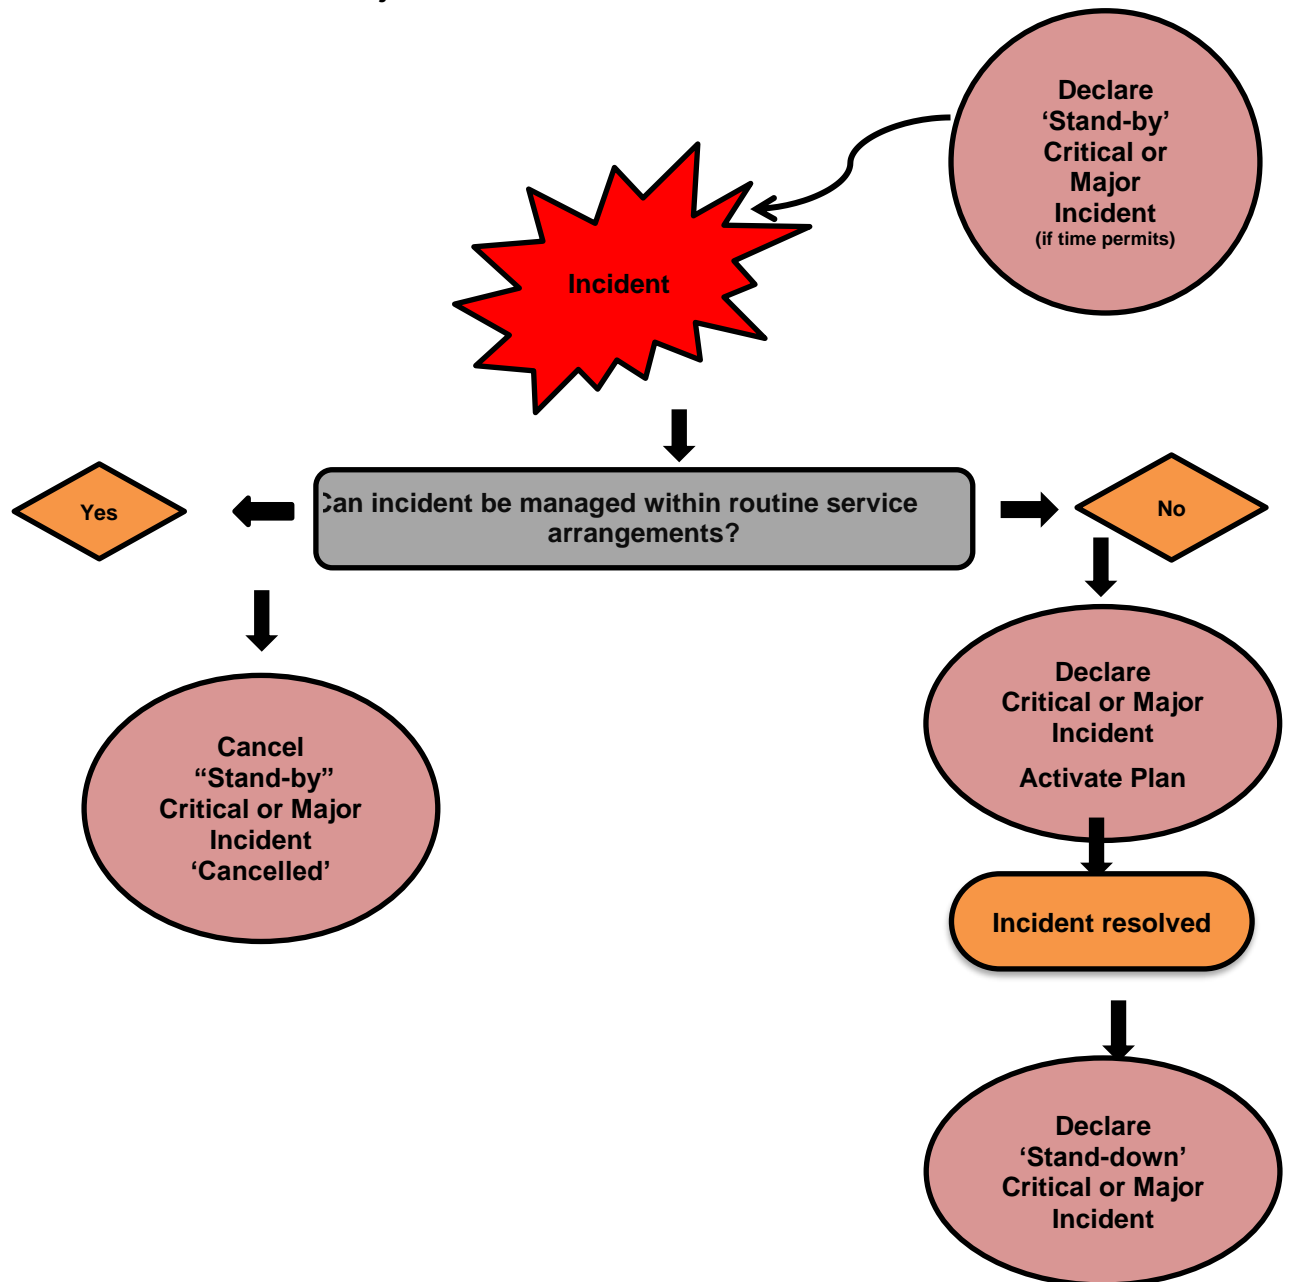 Declare
‘Stand-by’
Critical or
Major
Incident
(if time permits)
Incident
Can incident be managed within routine service
arrangements?
Yes
No
Cancel
“Stand-by”
Critical or Major
Incident
‘Cancelled’
Declare
Critical or Major
Incident
Activate Plan
Incident resolved
Declare
‘Stand-down’
Critical or Major
Incident